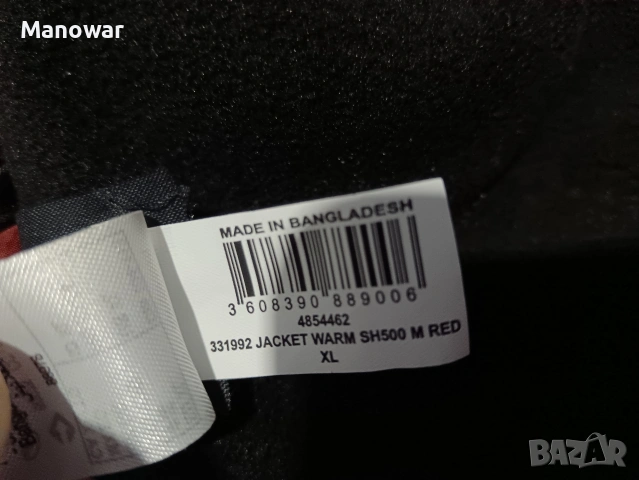 Manowar
MADE IN BANGLADESH
3 608390 889006
4854462
331992 JACKET WARM SH500 M RED
XL
BAZAR